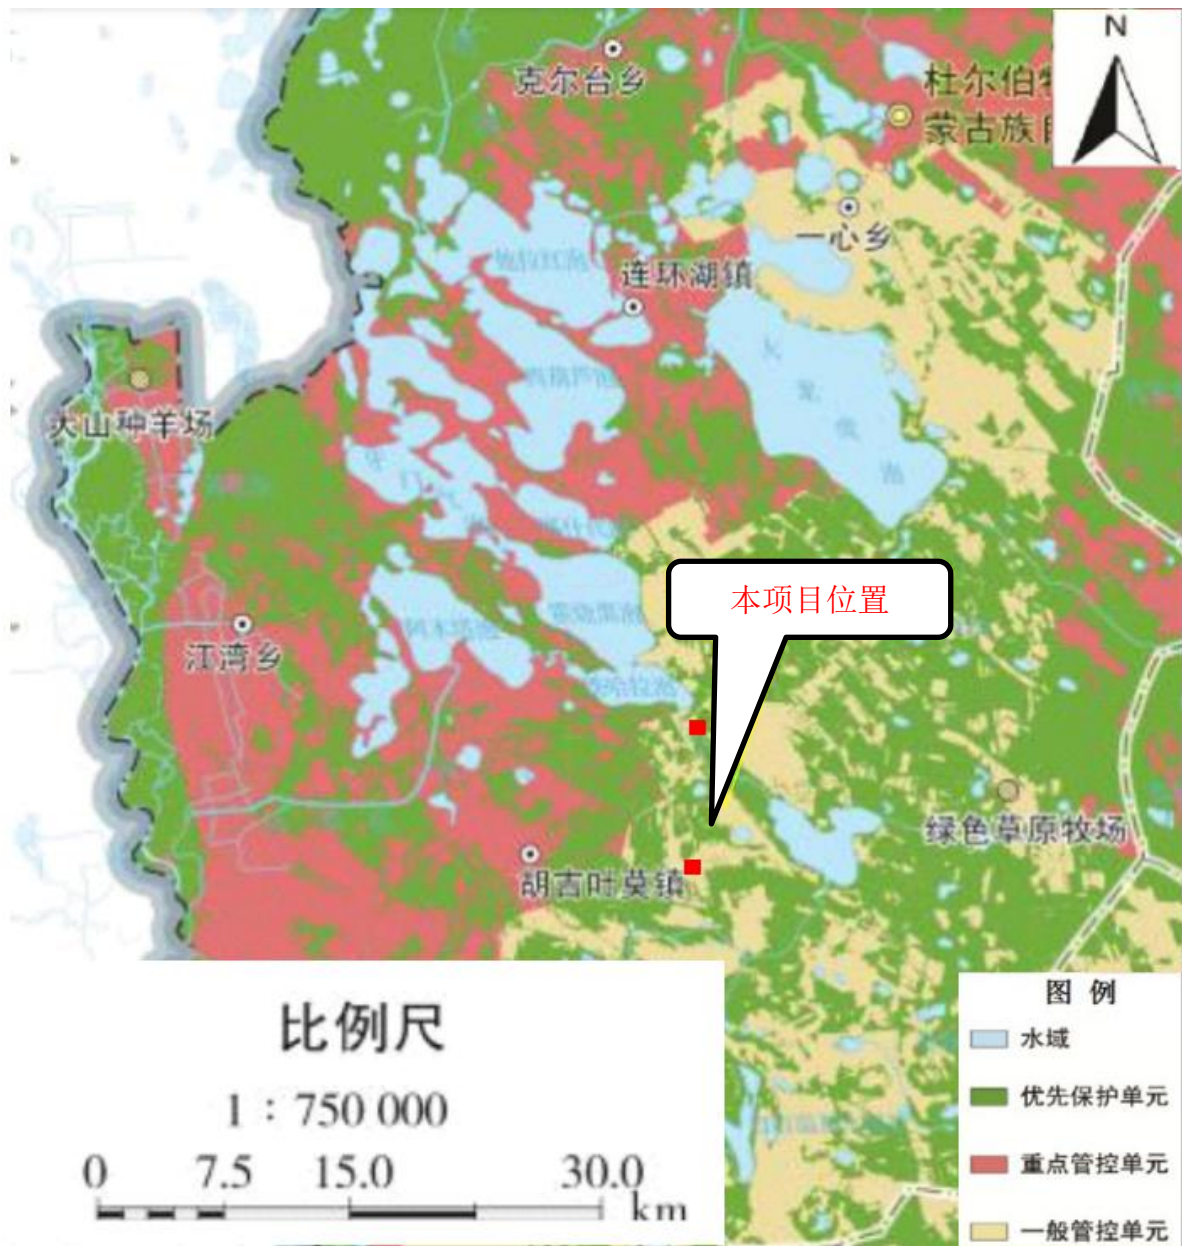 N
克尔台乡
杜尔伯
蒙古族自
一心乡
连环湖镇
大山种羊场
本项目位置
江湾乡
绿色草原牧场
胡吉吐莫镇
比例尺
1：750 000
0 7.5 15.0 30.0
km
图 例
水域
优先保护单元
重点管控单元
一般管控单元